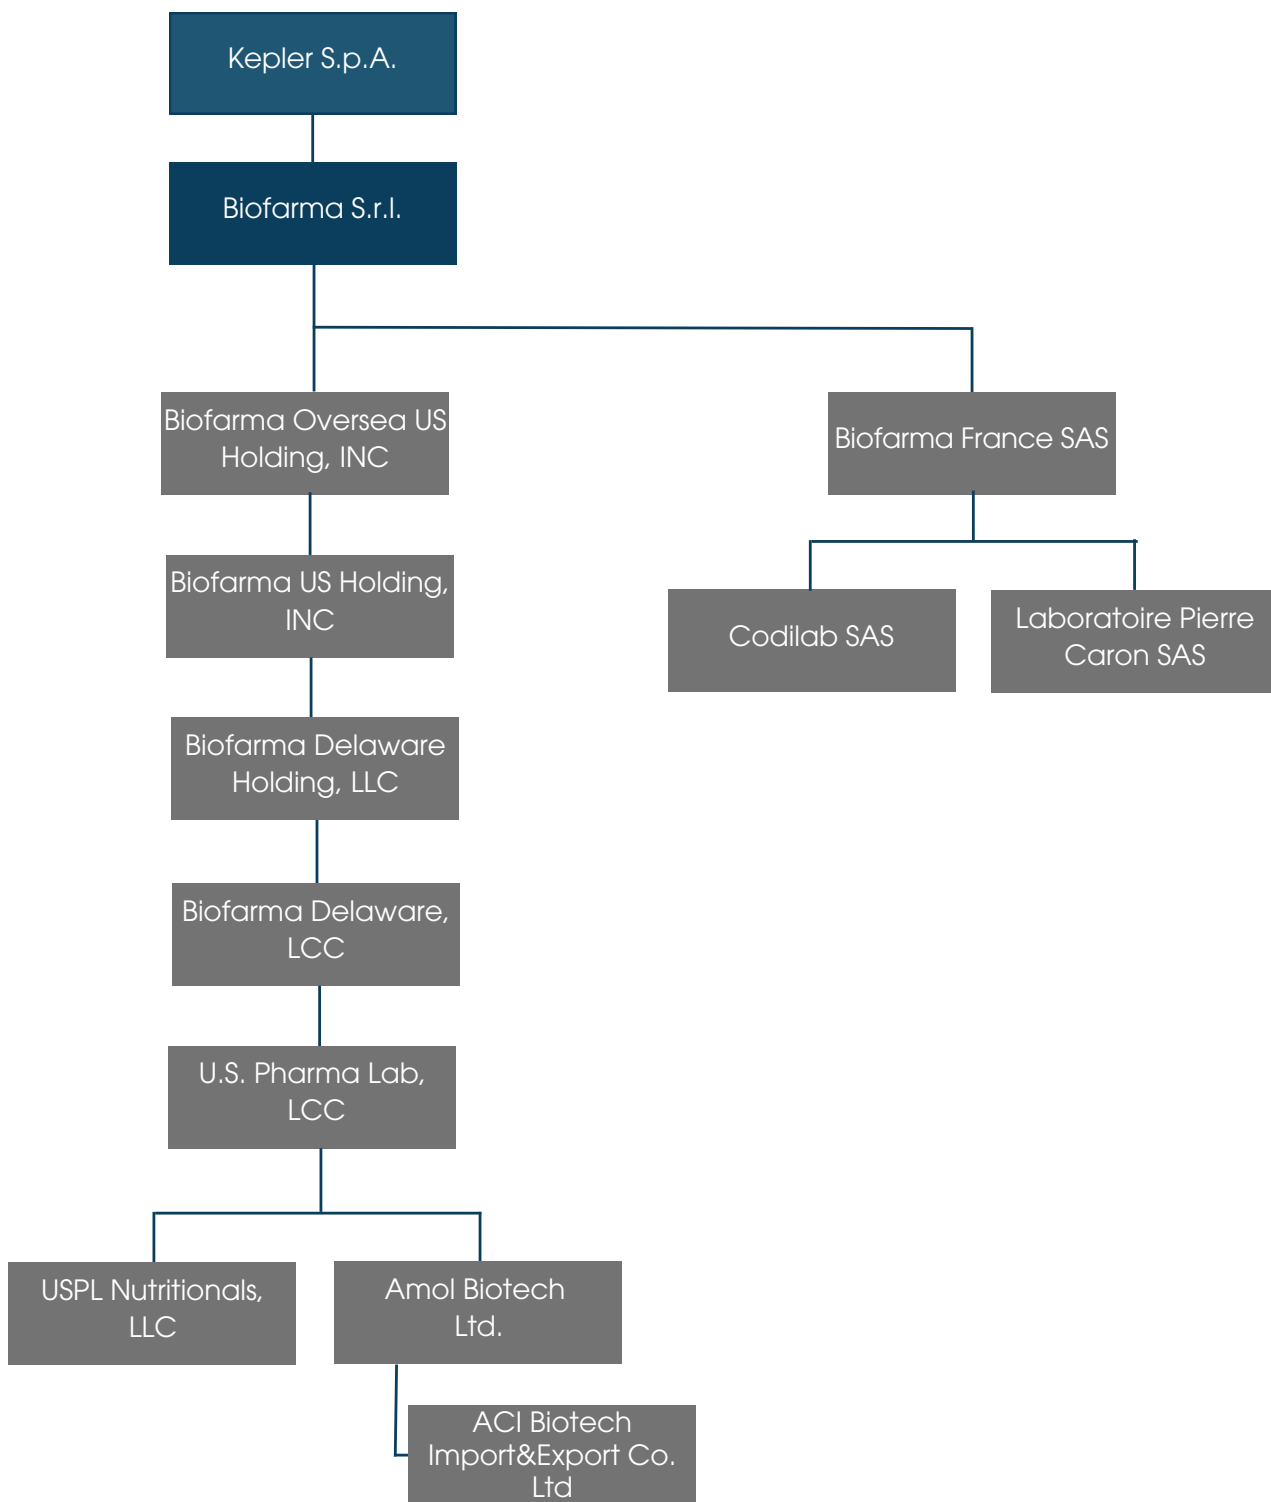 Kepler S.p.A.
Biofarma S.r.l.
Biofarma Oversea US
Holding, INC
Biofarma France SAS
Biofarma US Holding,
INC
Codilab SAS
Laboratoire Pierre
Caron SAS
Biofarma Delaware
Holding, LLC
Biofarma Delaware,
LCC
U.S. Pharma Lab,
LCC
USPL Nutritionals,
LLC
Amol Biotech
Ltd.
ACI Biotech
Import&Export Co.
Ltd